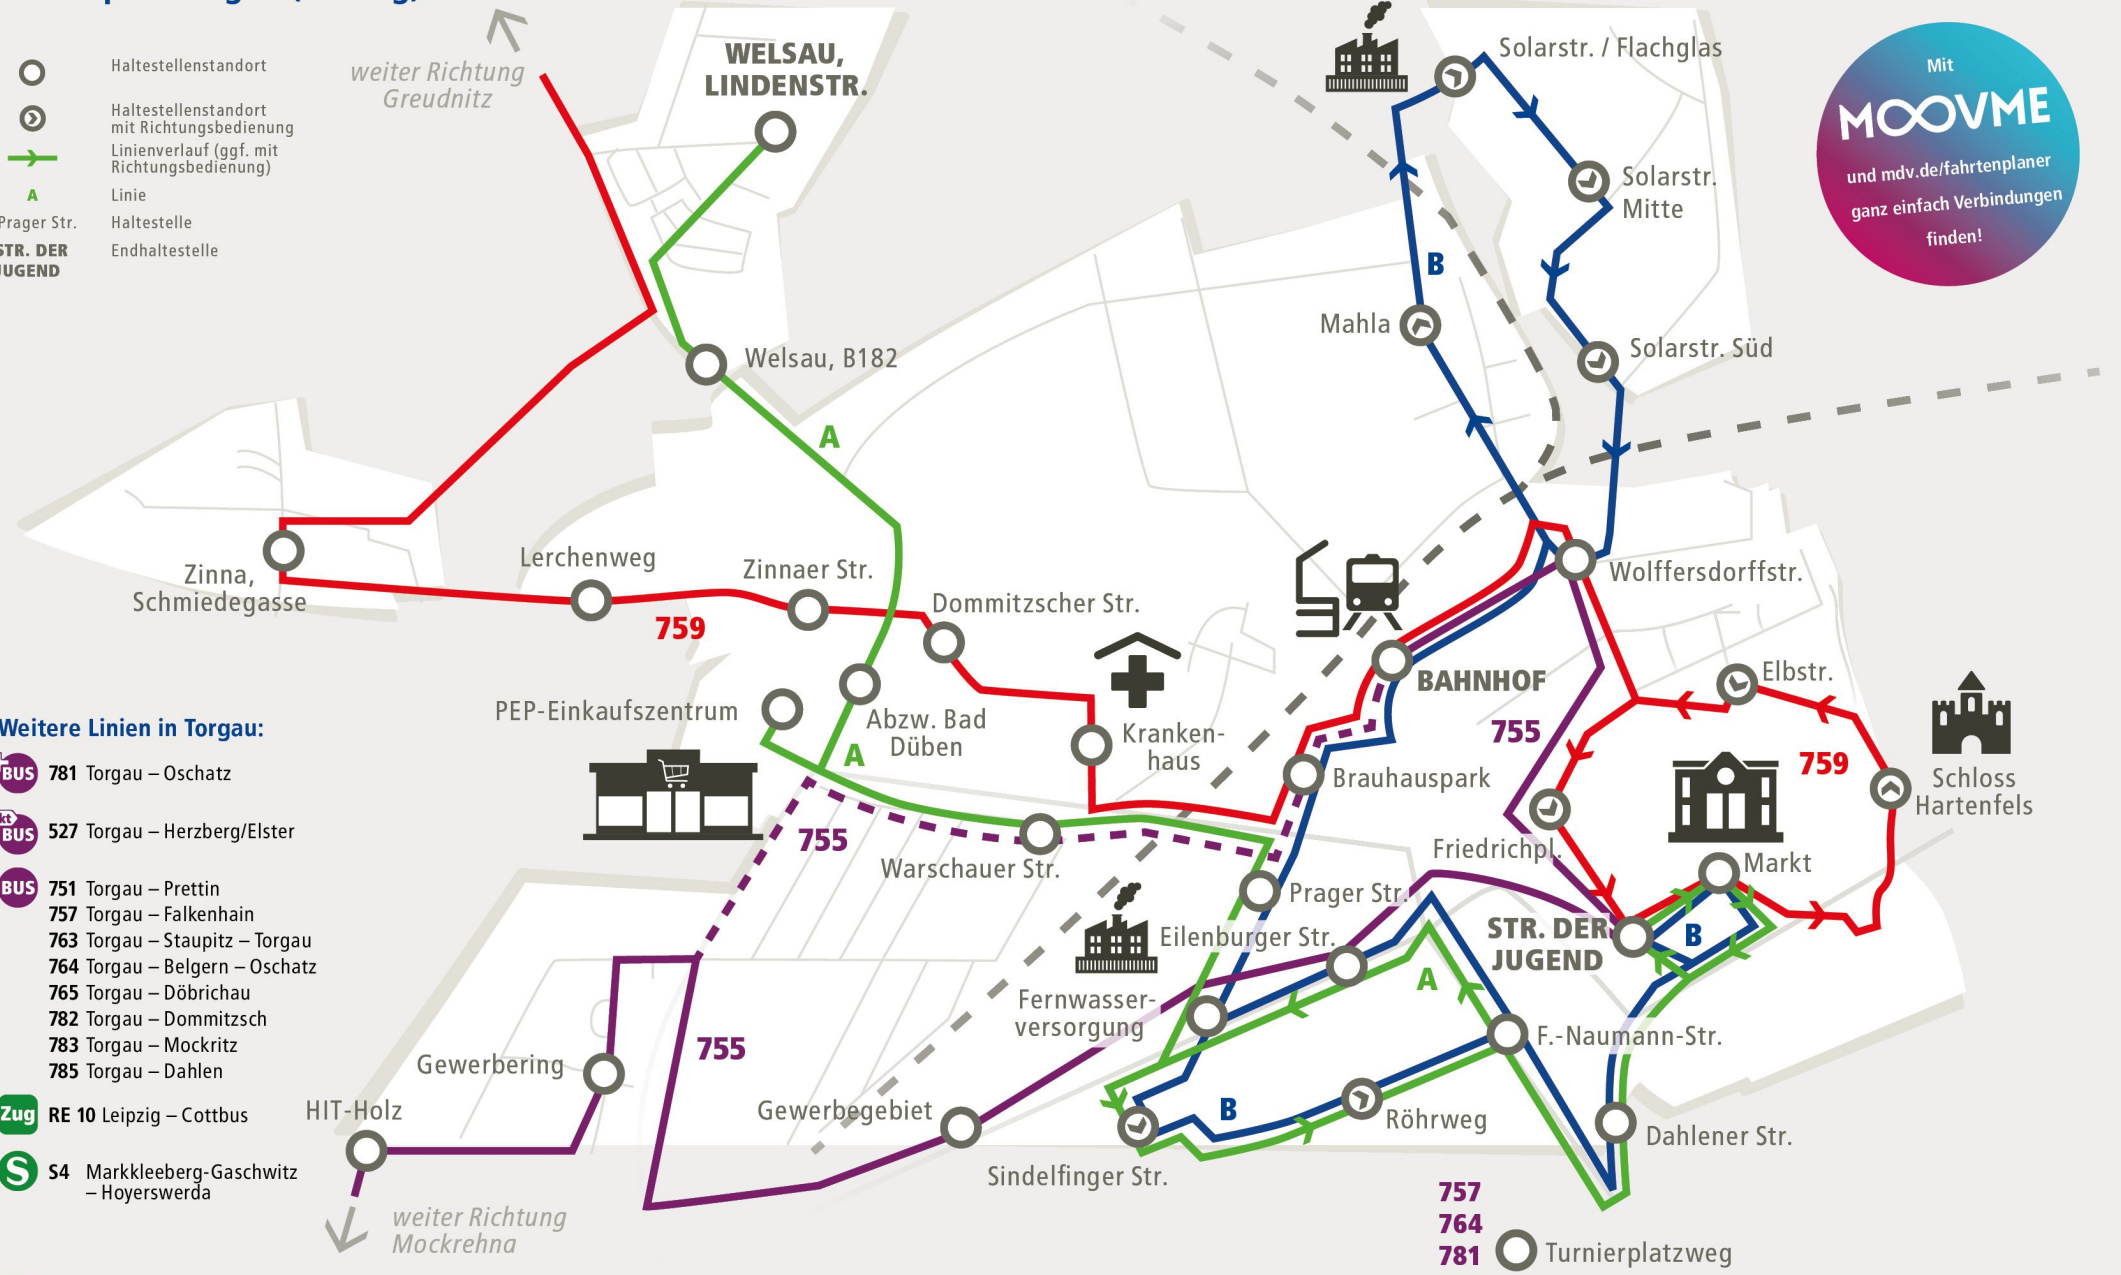 Haltestellenstandort
Haltestellenstandort
mit Richtungsbedienung
Linienverlauf (ggf. mit
Richtungsbedienung)
A
Linie
Prager Str.
Haltestelle
STR. DER
JUGEND
Endhaltestelle
weiter Richtung
Greudnitz
WELSAU,
LINDENSTR.
Solarstr. / Flachglas
Mit
MOOVME
und mdv.de/fahrtenplaner
ganz einfach Verbindungen
finden!
Solarstr.
Mitte
B
Mahla
Solarstr. Süd
Welsau, B182
A
Zinna,
Schmiedegasse
Lerchenweg
759
Zinnaer Str.
Dommitzscher Str.
Wolffersdorffstr.
PEP-Einkaufszentrum
Abzw. Bad
Düben
A
Kranken-
haus
BAHNHOF
755
Elbstr.
759
Schloss
Hartenfels
Brauhauspark
755
Warschauer Str.
Friedrichpl.
Markt
Prager Str.
Eilenburger Str.
STR. DER
JUGEND
B
A
Fernwasser-
versorgung
F.-Naumann-Str.
755
Gewerbering
HIT-Holz
Gewerbegebiet
B
Röhrweg
Dahlener Str.
Sindelfinger Str.
weiter Richtung
Mockrehna
757
764
781
Turnierplatzweg
Weitere Linien in Torgau:
BUS
781 Torgau – Oschatz
BUS
527 Torgau – Herzberg/Elster
BUS
751 Torgau – Prettin
757 Torgau – Falkenhain
763 Torgau – Staupitz – Torgau
764 Torgau – Belgern – Oschatz
765 Torgau – Döbrichau
782 Torgau – Dommitzsch
783 Torgau – Mockritz
785 Torgau – Dahlen
Zug
RE 10 Leipzig – Cottbus
S
S4 Markkleeberg-Gaschwitz
– Hoyerswerda